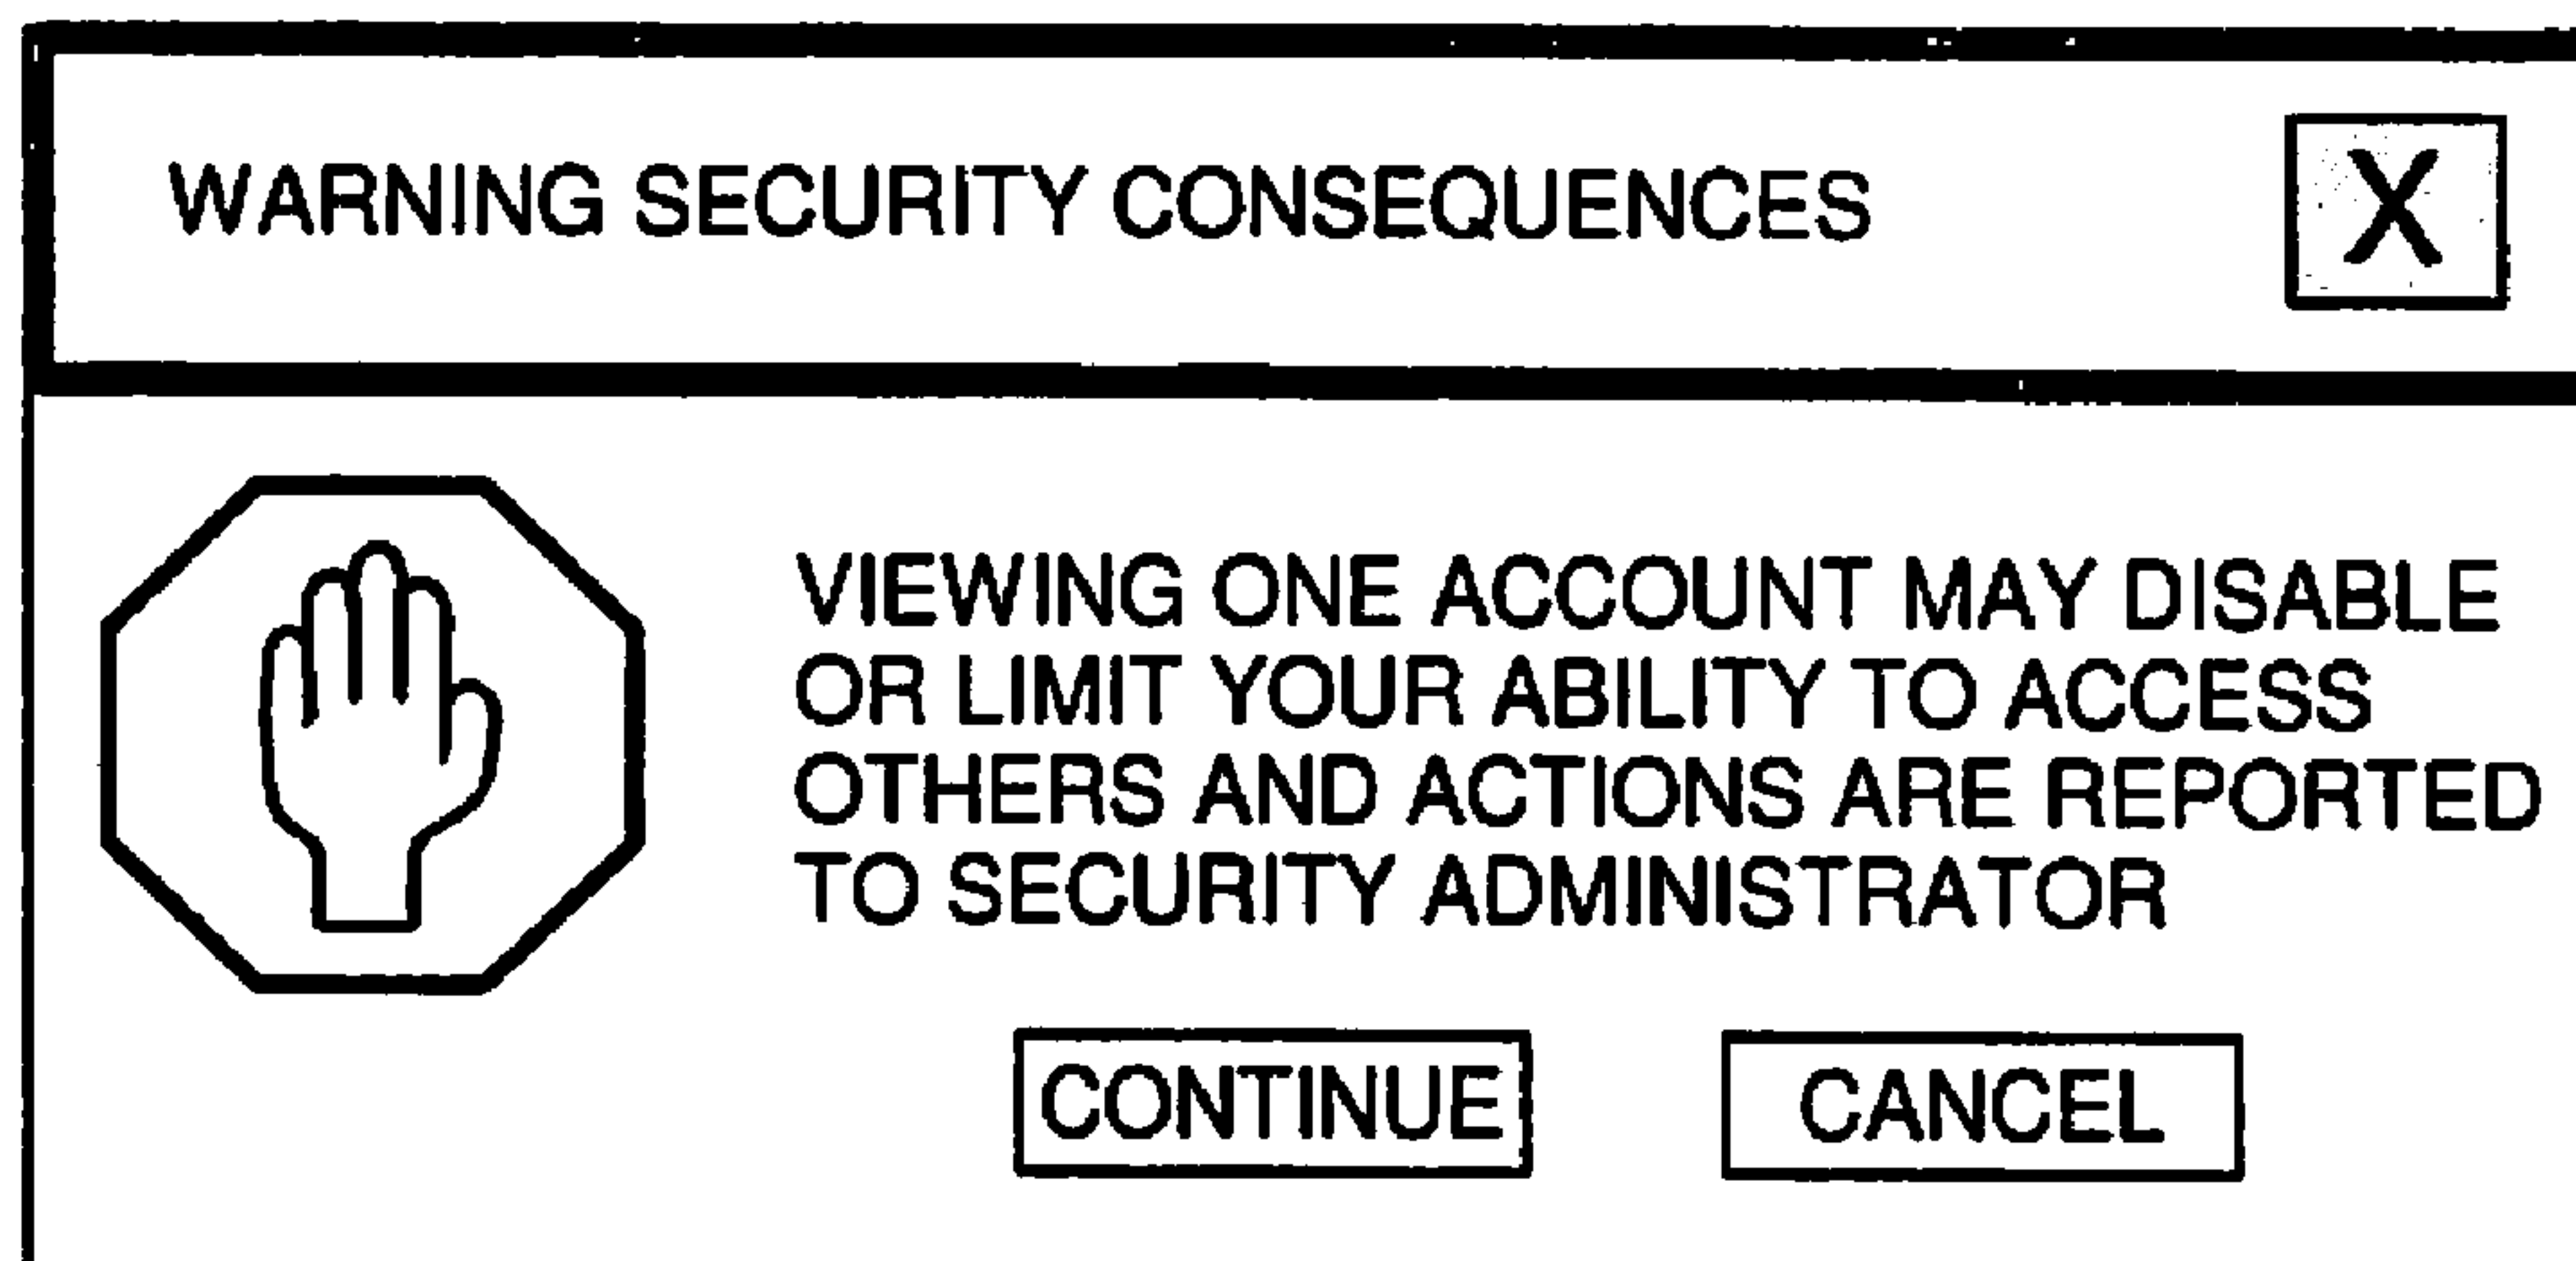 WARNING SECURITY CONSEQUENCES
X
VIEWING ONE ACCOUNT MAY DISABLE
OR LIMIT YOUR ABILITY TO ACCESS
OTHERS AND ACTIONS ARE REPORTED
TO SECURITY ADMINISTRATOR
CONTINUE
CANCEL